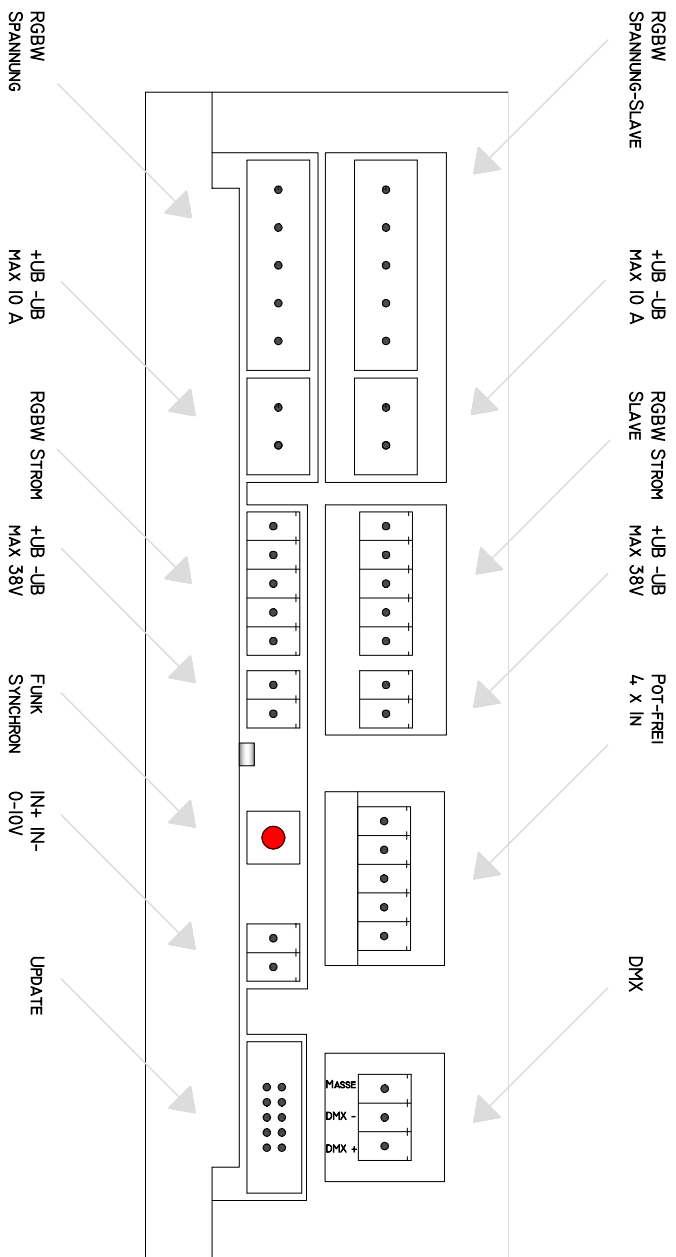 RGBW
SPANNUNG-SLAVE
+UB -UB
MAX 10 A
RGBW STROM
SLAVE
+UB -UB
MAX 38V
POT-FREI
4 X IN
DMX
RGBW
SPANNUNG
+UB -UB
MAX 10 A
RGBW STROM
+UB -UB
MAX 38V
FUNK
SYNCHRON
IN+ IN-
0-10V
UPDATE
MASSE
DMX -
DMX +